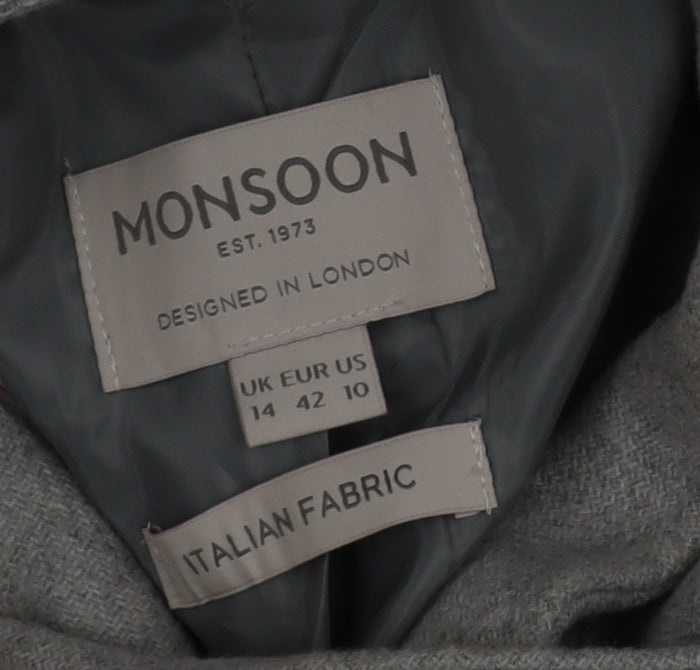 MONSOON
EST. 1973
DESIGNED IN LONDON
UK EUR US
14 42 10
ITALIAN FABRIC